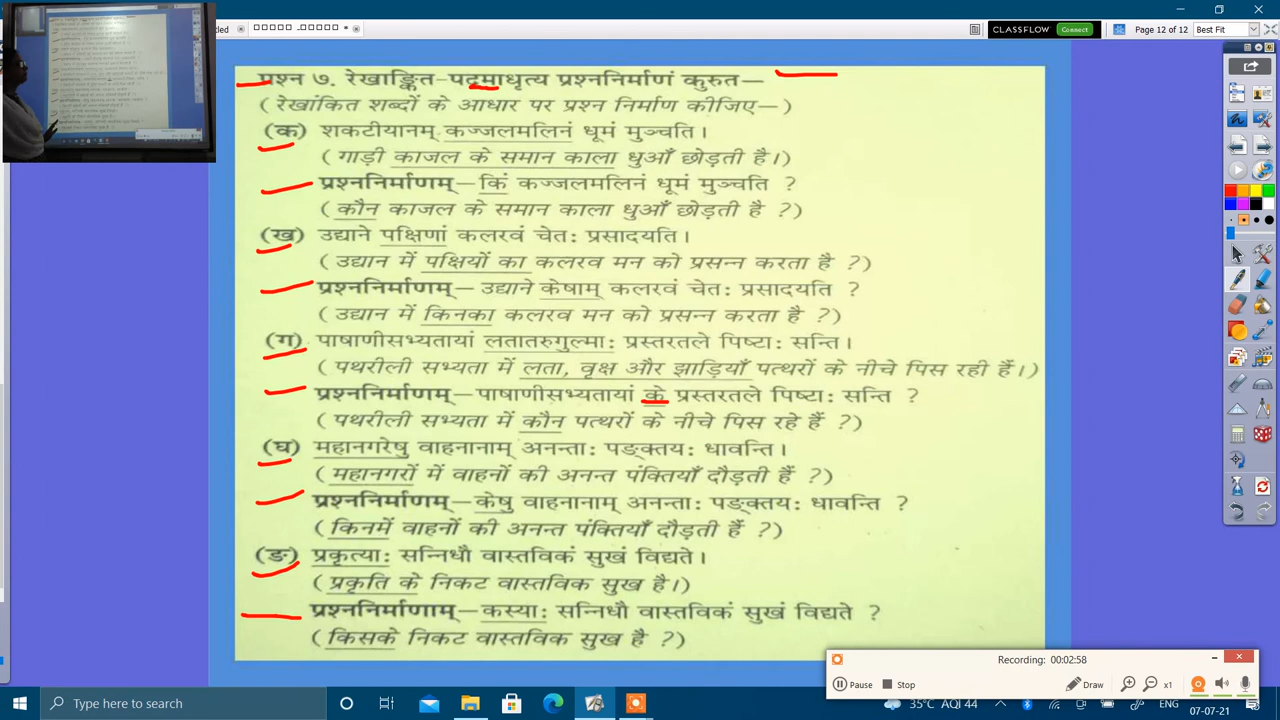 ded
CLASSFLOW Connect Page 12 of 12 Best Fit
प्रश्न ७. रेखाङ्कित प्रश्ननिर्माणं कुरुत—
( रेखांकित शब्दों के आधार पर प्रश्न निर्माण कीजिए— )
(क) शकटीयानम् कज्जलमलिनं धूमं मुञ्चति।
( गाड़ी काजल के समान काला धुआँ छोड़ती है।)
प्रश्ननिर्माणम्— किं कज्जलमलिनं धूमं मुञ्चति ?
( कौन काजल के समान काला धुआँ छोड़ती है ?)
(ख) उद्याने पक्षिणां कलरवं चेतः प्रसादयति।
( उद्यान में पक्षियों का कलरव मन को प्रसन्न करता है ?)
प्रश्ननिर्माणम्— उद्याने केषाम् कलरवं चेतः प्रसादयति ?
( उद्यान में किनका कलरव मन को प्रसन्न करता है ?)
(ग) पाषाणीसभ्यतायां लतातरुगुल्माः प्रस्तरतले पिष्टाः सन्ति।
( पथरीली सभ्यता में लता, वृक्ष और झाड़ियाँ पत्थरों के नीचे पिस रही हैं।)
प्रश्ननिर्माणम्— पाषाणीसभ्यतायां के प्रस्तरतले पिष्टाः सन्ति ?
( पथरीली सभ्यता में कौन पत्थरों के नीचे पिस रहे हैं ?)
(घ) महानगरेषु वाहनानाम् अनन्ताः पङ्क्तयः धावन्ति।
( महानगरों में वाहनों की अनन्त पंक्तियाँ दौड़ती हैं ?)
प्रश्ननिर्माणम्— केषु वाहनानाम् अनन्ताः पङ्क्तयः धावन्ति ?
( किनमें वाहनों की अनन्त पंक्तियाँ दौड़ती हैं ?)
(ङ) प्रकृत्याः सन्निधौ वास्तविकं सुखं विद्यते।
( प्रकृति के निकट वास्तविक सुख है।)
प्रश्ननिर्माणम्— कस्याः सन्निधौ वास्तविकं सुखं विद्यते ?
( किसके निकट वास्तविक सुख है ?)
Recording: 00:02:58
Pause Stop Draw x1
Type here to search 35°C AQI 44 ENG 07-07-21